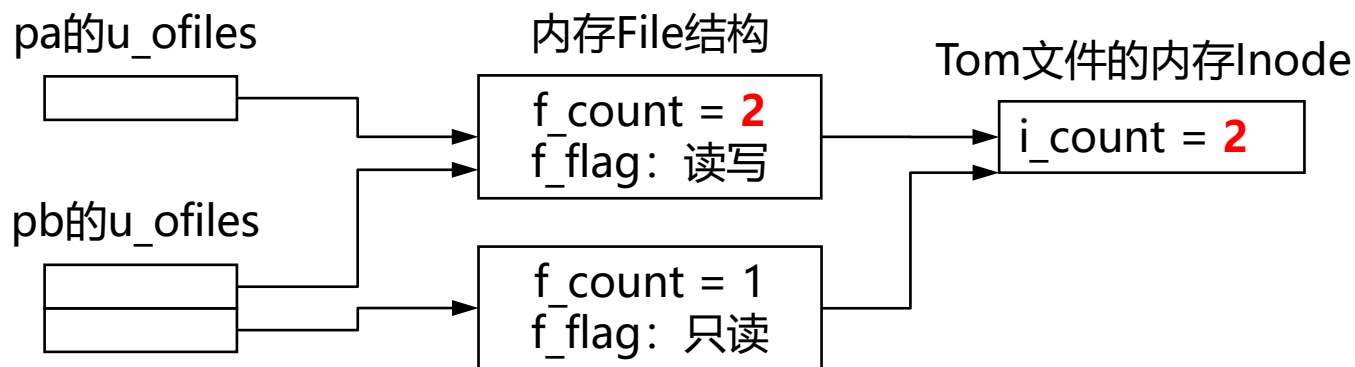 pa的u_ofiles
内存File结构
Tom文件的内存Inode
f_count = 2
f_flag：读写
i_count = 2
pb的u_ofiles
f_count = 1
f_flag：只读